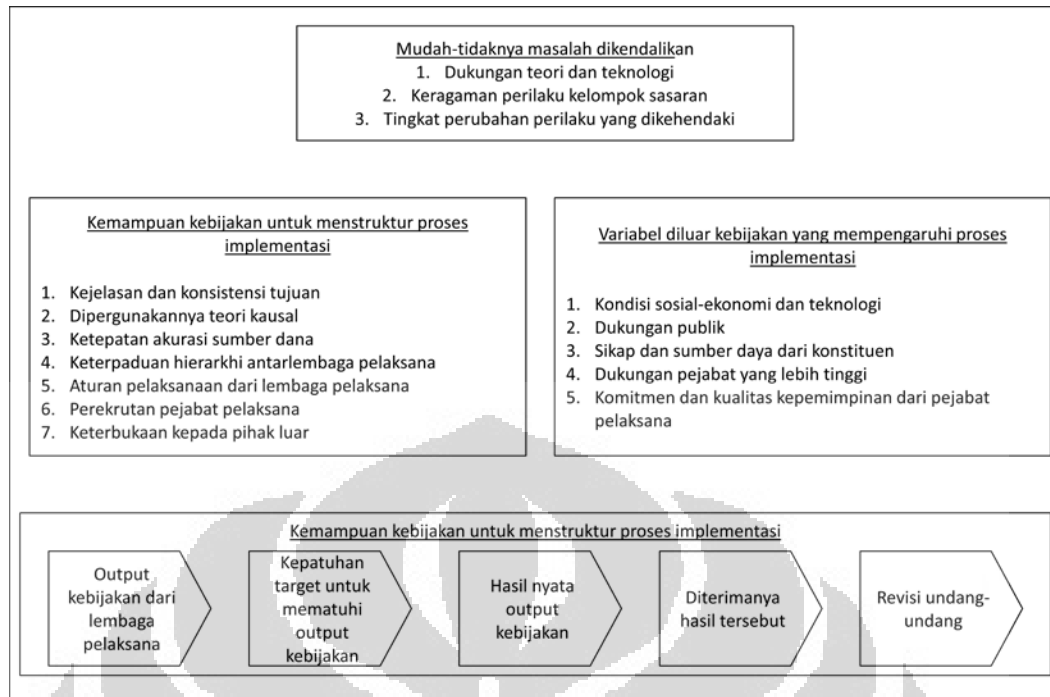 Mudah-tidaknya masalah dikendalikan
1. Dukungan teori dan teknologi
2. Keragaman perilaku kelompok sasaran
3. Tingkat perubahan perilaku yang dikehendaki
Kemampuan kebijakan untuk menstruktur proses
implementasi
1. Kejelasan dan konsistensi tujuan
2. Dipergunakannya teori kausal
3. Ketepatan akurasi sumber dana
4. Keterpaduan hierarkhi antarlembaga pelaksana
5. Aturan pelaksanaan dari lembaga pelaksana
6. Perekrutan pejabat pelaksana
7. Keterbukaan kepada pihak luar
Variabel diluar kebijakan yang mempengaruhi proses
implementasi
1. Kondisi sosial-ekonomi dan teknologi
2. Dukungan publik
3. Sikap dan sumber daya dari konstituen
4. Dukungan pejabat yang lebih tinggi
5. Komitmen dan kualitas kepemimpinan dari pejabat
pelaksana
Kemampuan kebijakan untuk menstruktur proses implementasi
Output
kebijakan dari
lembaga
pelaksana
Kepatuhan
target untuk
mematuhi
output
kebijakan
Hasil nyata
output
kebijakan
Diterimanya
hasil tersebut
Revisi undang-
undang